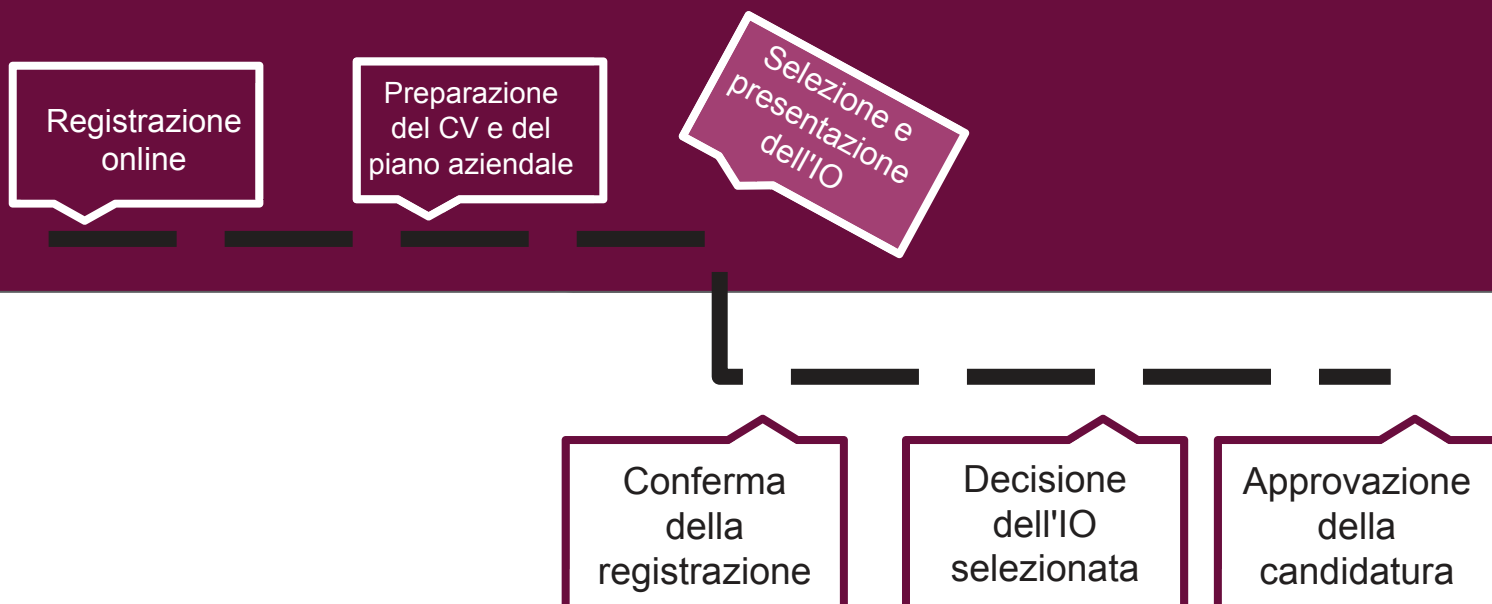 Registrazione
online
Preparazione
del CV e del
piano aziendale
Selezione e
presentazione
dell'IO
Conferma
della
registrazione
Decisione
dell'IO
selezionata
Approvazione
della
candidatura